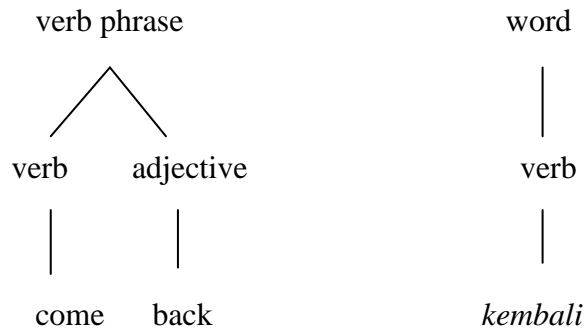 verb phrase word
verb adjective verb
come back kembali